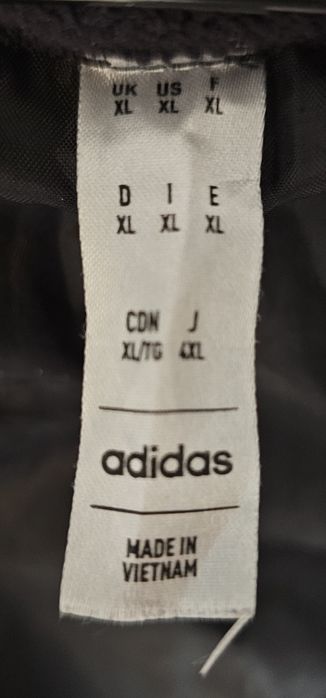 UK US F
XL XL XL
D I E
XL XL XL
CDN J
XL/TG 4XL
adidas
MADE IN
VIETNAM